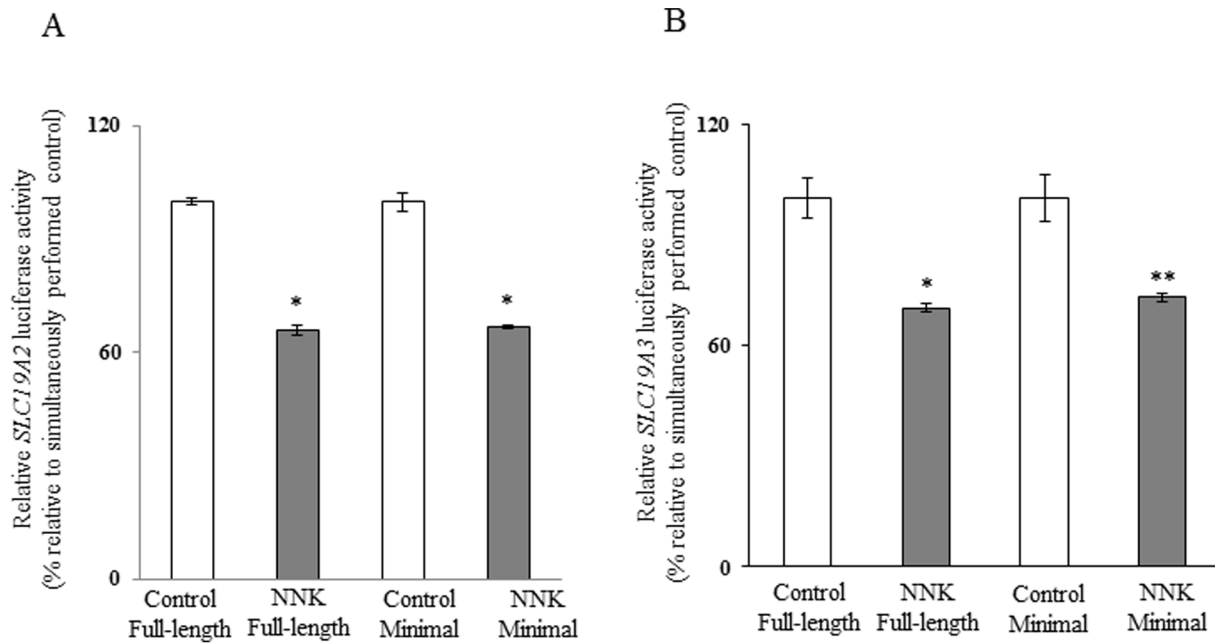 A
Relative SLC19A2 luciferase activity
(% relative to simultaneously performed control)
120
60
0
*
*
Control
Full-length
NNK
Full-length
Control
Minimal
NNK
Minimal
B
Relative SLC19A3 luciferase activity
(% relative to simultaneously performed control)
120
60
0
*
**
Control
Full-length
NNK
Full-length
Control
Minimal
NNK
Minimal